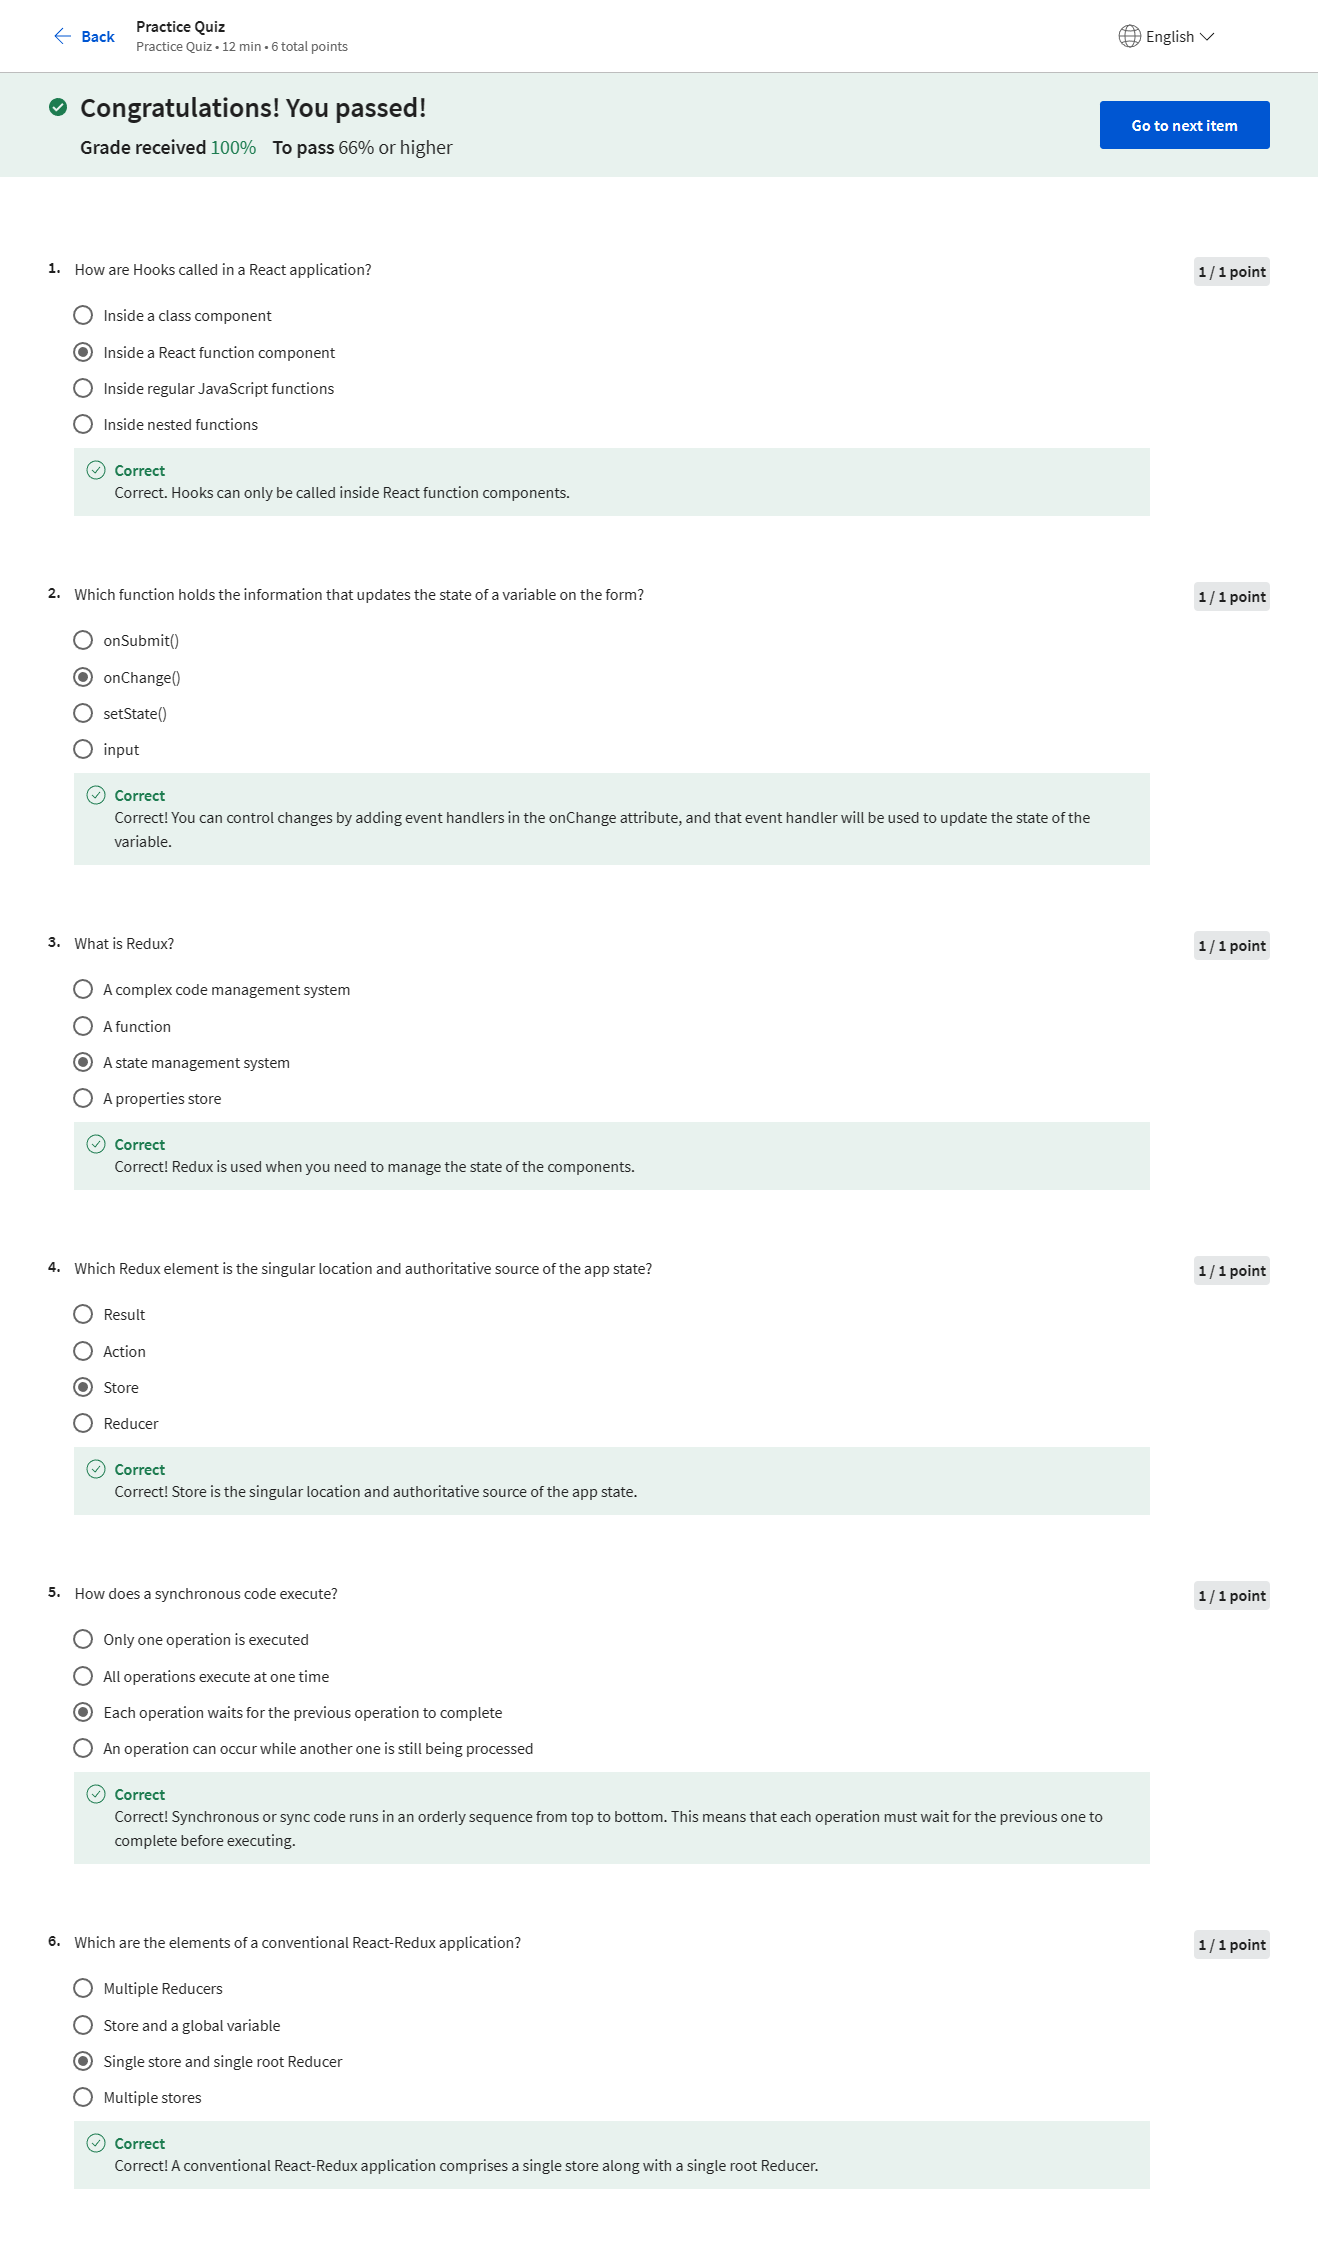 Back
Practice Quiz
Practice Quiz • 12 min • 6 total points
English
Congratulations! You passed!
Grade received 100% To pass 66% or higher
Go to next item
1. How are Hooks called in a React application?
1 / 1 point
Inside a class component
Inside a React function component
Inside regular JavaScript functions
Inside nested functions
Correct
Correct. Hooks can only be called inside React function components.
2. Which function holds the information that updates the state of a variable on the form?
1 / 1 point
onSubmit()
onChange()
setState()
input
Correct
Correct! You can control changes by adding event handlers in the onChange attribute, and that event handler will be used to update the state of the
variable.
3. What is Redux?
1 / 1 point
A complex code management system
A function
A state management system
A properties store
Correct
Correct! Redux is used when you need to manage the state of the components.
4. Which Redux element is the singular location and authoritative source of the app state?
1 / 1 point
Result
Action
Store
Reducer
Correct
Correct! Store is the singular location and authoritative source of the app state.
5. How does a synchronous code execute?
1 / 1 point
Only one operation is executed
All operations execute at one time
Each operation waits for the previous operation to complete
An operation can occur while another one is still being processed
Correct
Correct! Synchronous or sync code runs in an orderly sequence from top to bottom. This means that each operation must wait for the previous one to
complete before executing.
6. Which are the elements of a conventional React-Redux application?
1 / 1 point
Multiple Reducers
Store and a global variable
Single store and single root Reducer
Multiple stores
Correct
Correct! A conventional React-Redux application comprises a single store along with a single root Reducer.